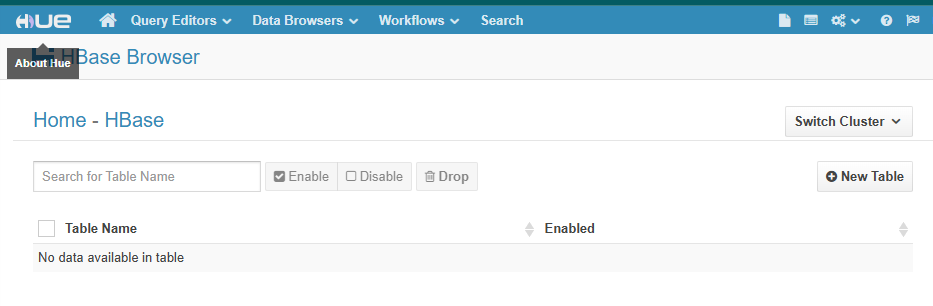 HUE Query Editors Data Browsers Workflows Search
About Hue HBase Browser
Home - HBase Switch Cluster
Search for Table Name Enable Disable Drop New Table
Table Name Enabled
No data available in table